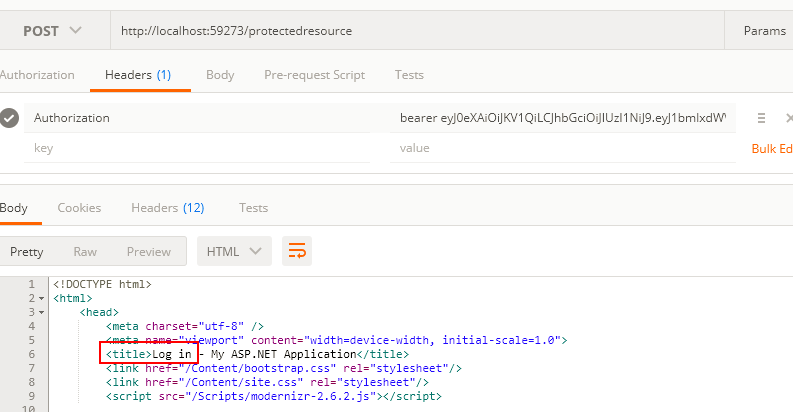 POST http://localhost:59273/protectedresource Params
Authorization Headers (1) Body Pre-request Script Tests
Authorization bearer eyJ0eXAiOiJKV1QiLCJhbGciOiJIUzI1NiJ9.eyJ1bmlxdW
key value Bulk Ed
Body Cookies Headers (12) Tests
Pretty Raw Preview HTML
1 <!DOCTYPE html>
2 <html>
3 <head>
4 <meta charset="utf-8" />
5 <meta name="viewport" content="width=device-width, initial-scale=1.0">
6 <title>Log in - My ASP.NET Application</title>
7 <link href="/Content/bootstrap.css" rel="stylesheet"/>
8 <link href="/Content/site.css" rel="stylesheet"/>
9 <script src="/Scripts/modernizr-2.6.2.js"></script>
10